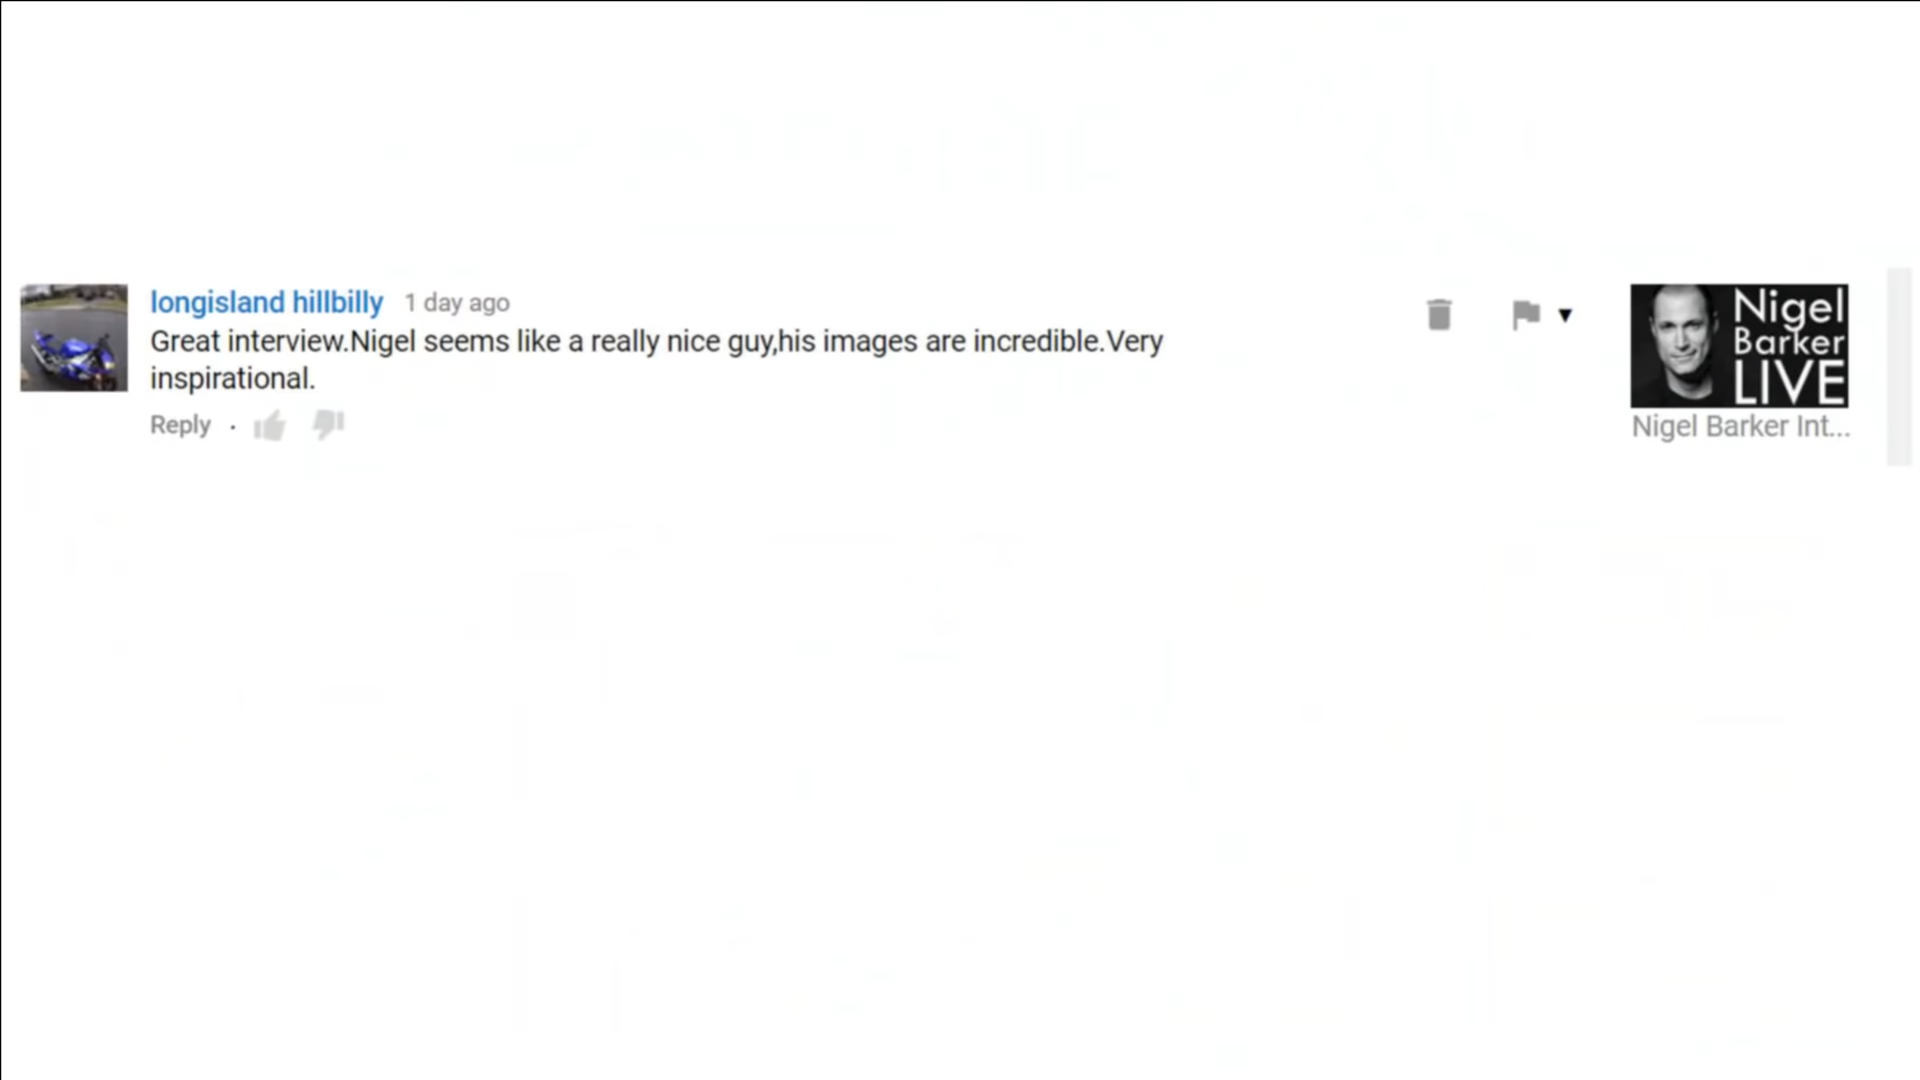 longisland hillbilly 1 day ago
Great interview.Nigel seems like a really nice guy,his images are incredible.Very
inspirational.
Reply ·
Nigel
Barker
LIVE
Nigel Barker Int...